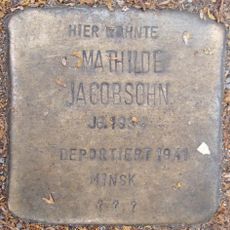 HIER WOHNTE
MATHILDE
JACOBSOHN
JG.
DEPORTIERT 1941
MINSK
? ? ?